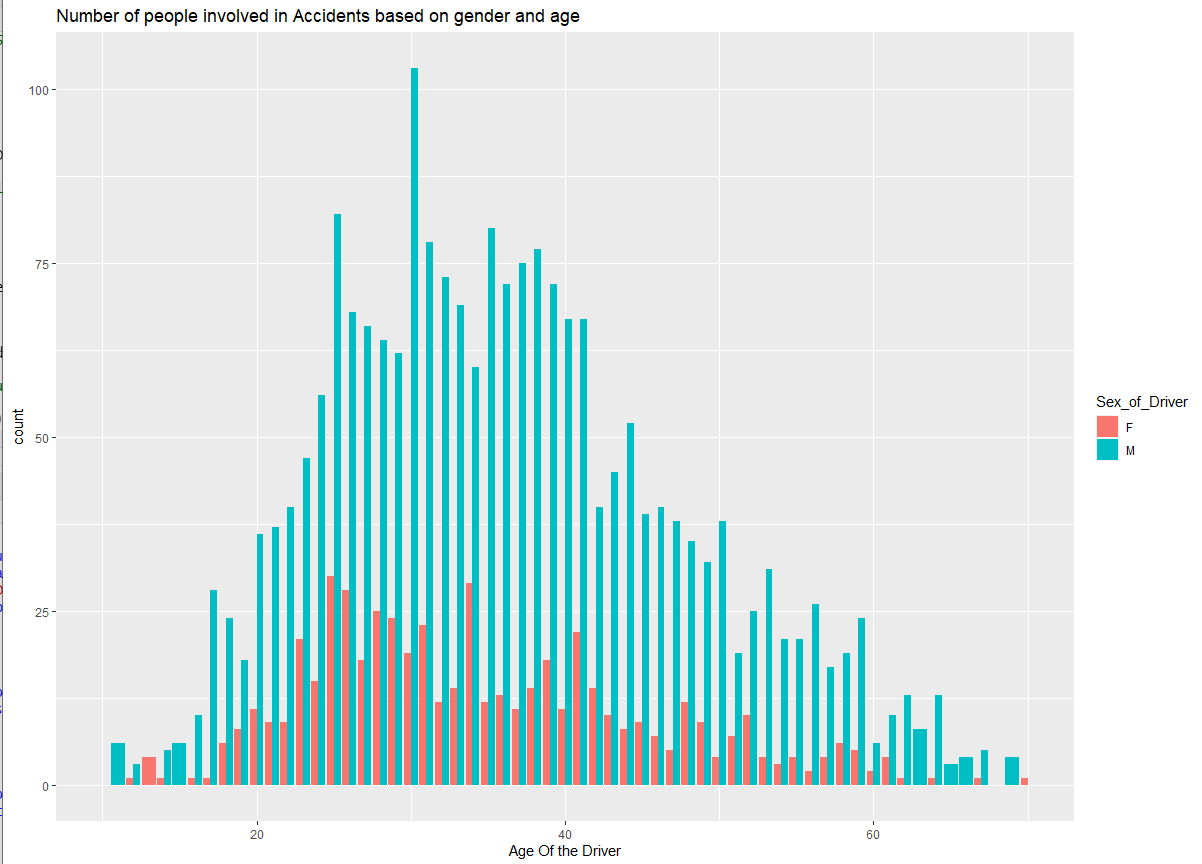 Number of people involved in Accidents based on gender and age
100
75
50
25
0
count
20
40
60
Age Of the Driver
Sex_of_Driver
F
M